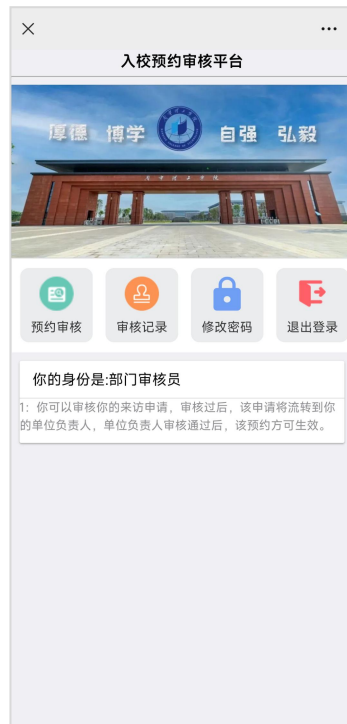 入校预约审核平台
厚德 博学 自强 弘毅
预约审核 审核记录 修改密码 退出登录
你的身份是:部门审核员
1: 你可以审核你的来访申请，审核过后，该申请将流转到你
的单位负责人，单位负责人审核通过后，该预约方可生效。